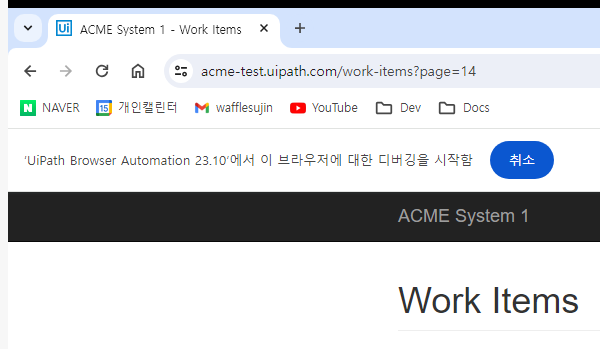 Ui ACME System 1 - Work Items
acme-test.uipath.com/work-items?page=14
N NAVER 15 개인캘린터 wafflesujin YouTube Dev Docs
'UiPath Browser Automation 23.10'에서 이 브라우저에 대한 디버깅을 시작함 취소
ACME System 1
Work Items